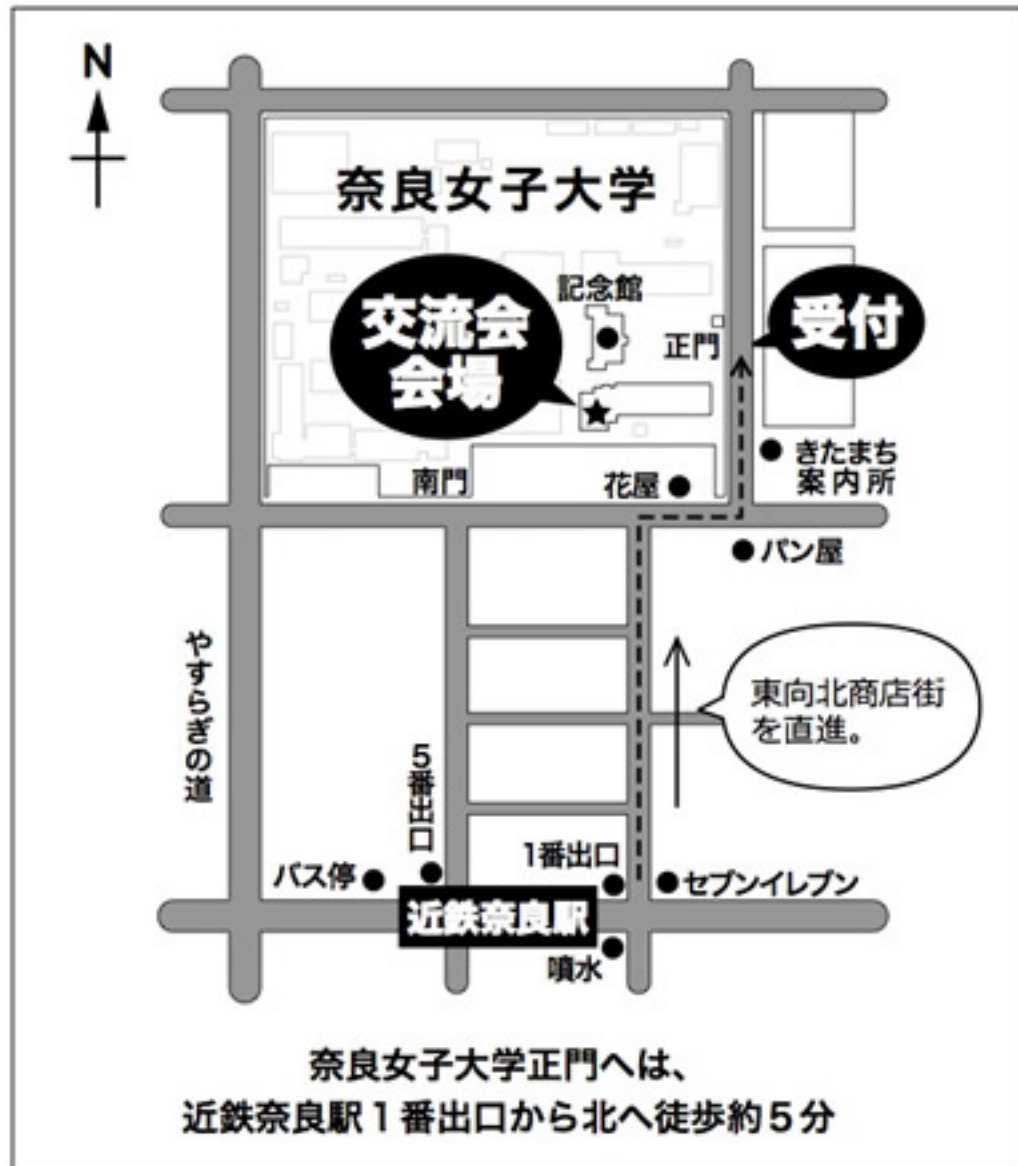 N
奈良女子大学
記念館
交流会
会場
受付
正門
きたまち
案内所
南門
花屋
パン屋
やすらぎの道
東向北商店街
を直進。
5番出口
1番出口
バス停
セブンイレブン
近鉄奈良駅
噴水
奈良女子大学正門へは、
近鉄奈良駅1番出口から北へ徒歩約5分